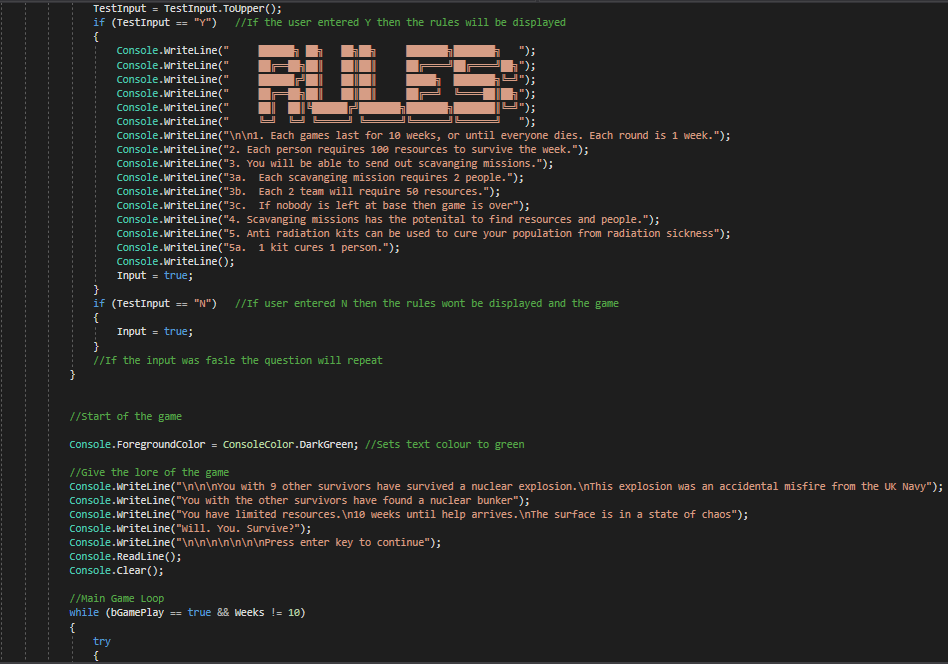 TestInput = TestInput.ToUpper();
if (TestInput == "Y")   //If the user entered Y then the rules will be displayed
{
Console.WriteLine("     ██████╗ ██╗   ██╗██╗     ███████╗███████╗   ");
Console.WriteLine("     ██╔══██╗██║   ██║██║     ██╔════╝██╔════╝██╗");
Console.WriteLine("     ██████╔╝██║   ██║██║     █████╗  ███████╗╚═╝");
Console.WriteLine("     ██╔══██╗██║   ██║██║     ██╔══╝  ╚════██║██╗");
Console.WriteLine("     ██║  ██║╚██████╔╝███████╗███████╗███████║╚═╝");
Console.WriteLine("     ╚═╝  ╚═╝ ╚═════╝ ╚══════╝╚══════╝╚══════╝   ");
Console.WriteLine("\n\n1. Each games last for 10 weeks, or until everyone dies. Each round is 1 week.");
Console.WriteLine("2. Each person requires 100 resources to survive the week.");
Console.WriteLine("3. You will be able to send out scavanging missions.");
Console.WriteLine("3a.  Each scavanging mission requires 2 people.");
Console.WriteLine("3b.  Each 2 team will require 50 resources.");
Console.WriteLine("3c.  If nobody is left at base then game is over");
Console.WriteLine("4. Scavanging missions has the potenital to find resources and people.");
Console.WriteLine("5. Anti radiation kits can be used to cure your population from radiation sickness");
Console.WriteLine("5a.  1 kit cures 1 person.");
Console.WriteLine();
Input = true;
}
if (TestInput == "N")   //If user entered N then the rules wont be displayed and the game
{
Input = true;
}
//If the input was fasle the question will repeat
}
//Start of the game
Console.ForegroundColor = ConsoleColor.DarkGreen; //Sets text colour to green
//Give the lore of the game
Console.WriteLine("\n\n\nYou with 9 other survivors have survived a nuclear explosion.\nThis explosion was an accidental misfire from the UK Navy");
Console.WriteLine("You with the other survivors have found a nuclear bunker");
Console.WriteLine("You have limited resources.\n10 weeks until help arrives.\nThe surface is in a state of chaos");
Console.WriteLine("Will. You. Survive?");
Console.WriteLine("\n\n\n\n\n\n\nPress enter key to continue");
Console.ReadLine();
Console.Clear();
//Main Game Loop
while (bGamePlay == true && Weeks != 10)
{
try
{